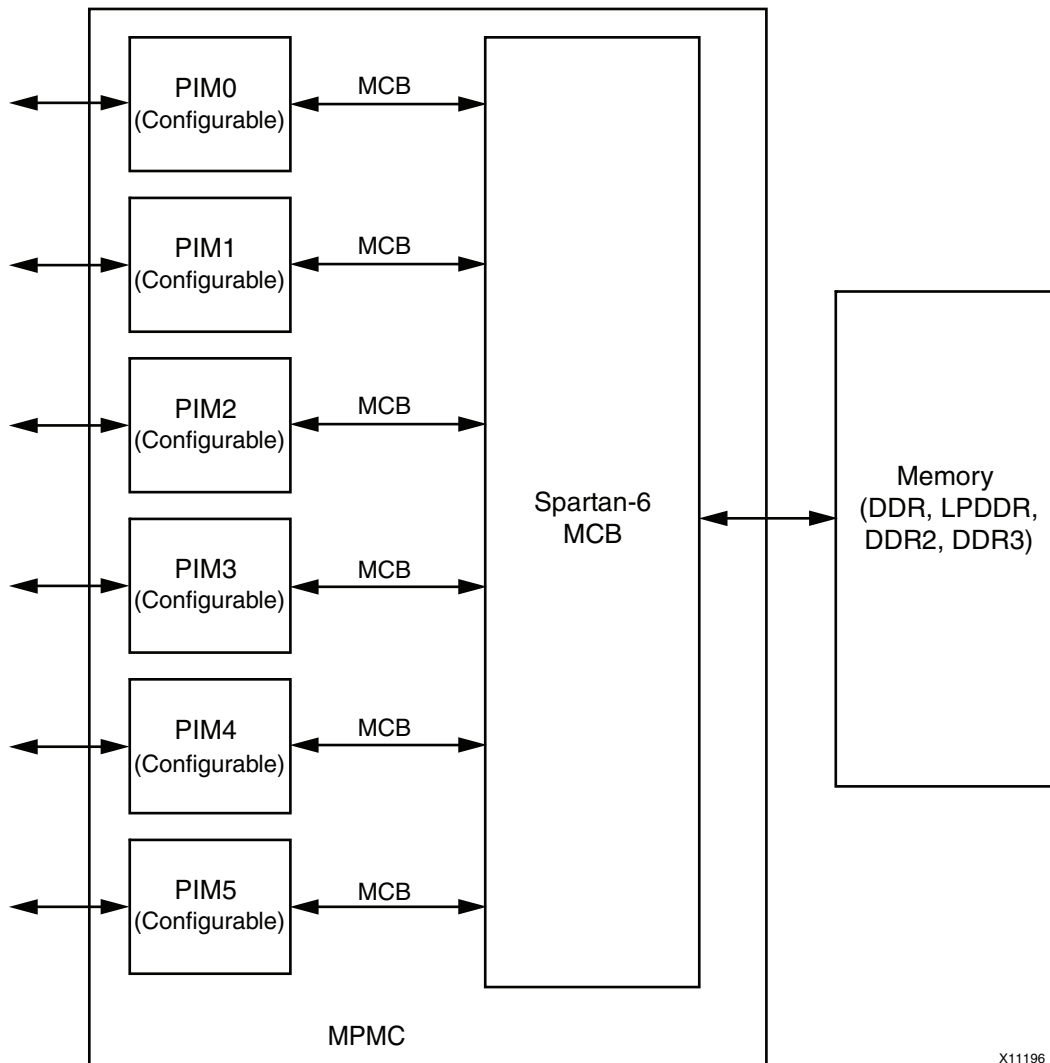 PIM0
(Configurable)
MCB
PIM1
(Configurable)
MCB
PIM2
(Configurable)
MCB
PIM3
(Configurable)
MCB
PIM4
(Configurable)
MCB
PIM5
(Configurable)
MCB
Spartan-6
MCB
Memory
(DDR, LPDDR,
DDR2, DDR3)
MPMC
X11196